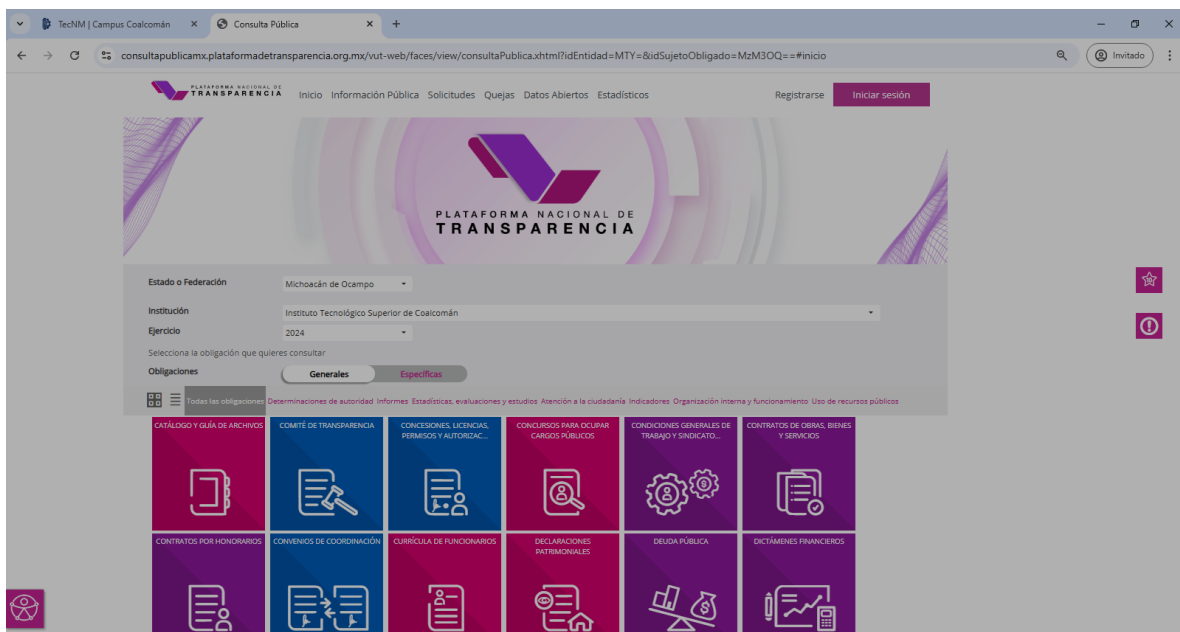 TecNM | Campus Coalcomán
Consulta Pública
consultapublicamx.plataformadetransparencia.org.mx/vut-web/faces/view/consultaPublica.xhtml?idEntidad=MTY=&idSujetoObligado=MzM3OQ==#inicio
Invitado
PLATAFORMA NACIONAL DE
TRANSPARENCIA
Inicio Información Pública Solicitudes Quejas Datos Abiertos Estadísticos
Registrarse
Iniciar sesión
PLATAFORMA NACIONAL DE
TRANSPARENCIA
Estado o Federación
Michoacán de Ocampo
Institución
Instituto Tecnológico Superior de Coalcomán
Ejercicio
2024
Selecciona la obligación que quieres consultar
Obligaciones
Generales
Específicas
Todas las obligaciones Determinaciones de autoridad Informes Estadísticas, evaluaciones y estudios Atención a la ciudadanía Indicadores Organización interna y funcionamiento Uso de recursos públicos
CATÁLOGO Y GUÍA DE ARCHIVOS
COMITÉ DE TRANSPARENCIA
CONCESIONES, LICENCIAS,
PERMISOS Y AUTORIZAC...
CONCURSOS PARA OCUPAR
CARGOS PÚBLICOS
CONDICIONES GENERALES DE
TRABAJO Y SINDICATO...
CONTRATOS DE OBRAS, BIENES
Y SERVICIOS
CONTRATOS POR HONORARIOS
CONVENIOS DE COORDINACIÓN
CURRÍCULA DE FUNCIONARIOS
DECLARACIONES
PATRIMONIALES
DEUDA PÚBLICA
DICTÁMENES FINANCIEROS